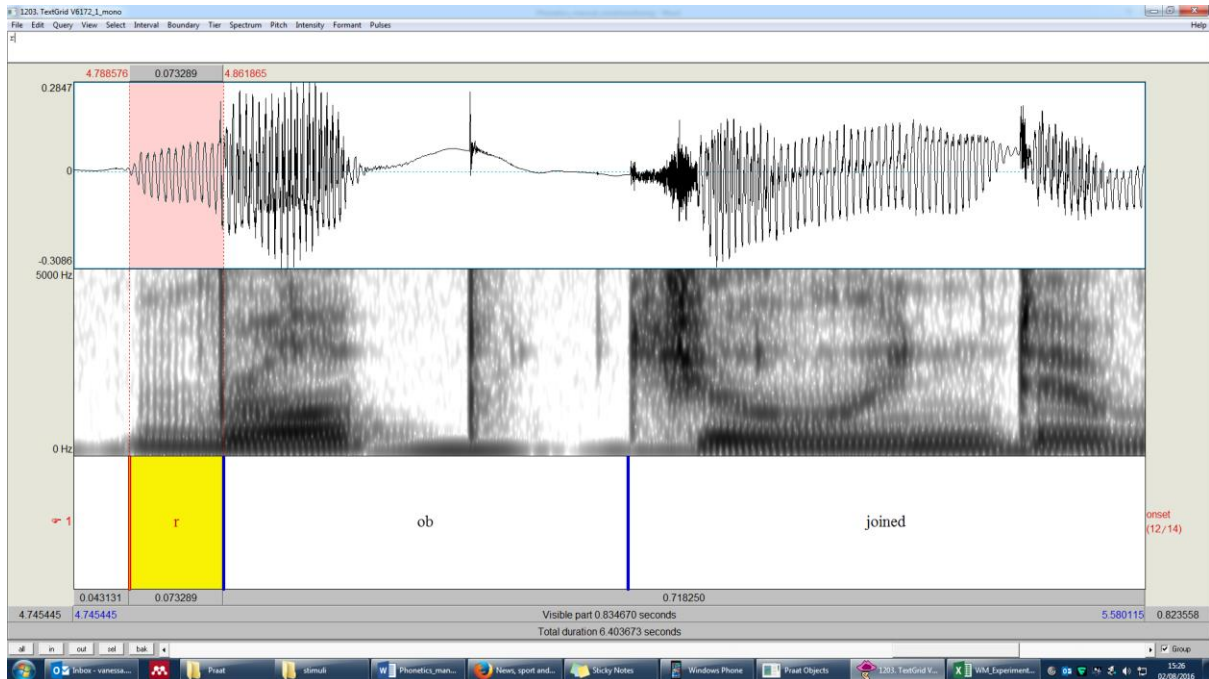 1203. TextGrid V6172_1_mono
File Edit Query View Select Interval Boundary Tier Spectrum Pitch Intensity Formant Pulses Help
r
4.788576 0.073289 4.861865
0.2847
0
-0.3086
5000 Hz
0 Hz
1 r ob joined onset
(12/14)
0.043131 0.073289 0.718250
4.745445 4.745445 Visible part 0.834670 seconds 5.580115 0.823558
Total duration 6.403673 seconds
all in out sel bak Group
Inbox - vanessa.... Praat stimuli Phonetics_man... News, sport and... Sticky Notes Windows Phone Praat Objects 1203. TextGrid V... WM_Experiment... 15:26
02/08/2016